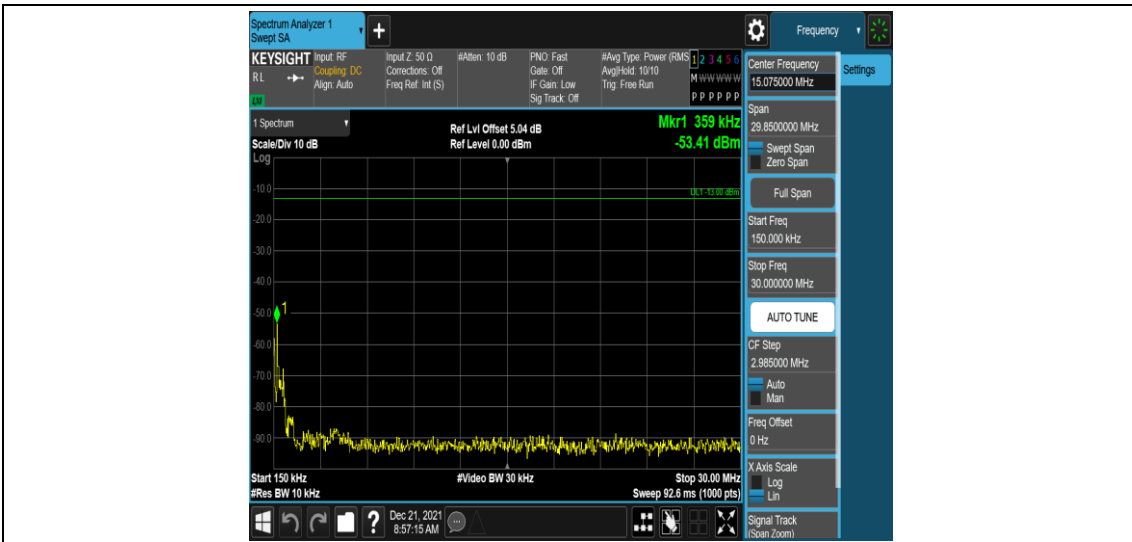 Spectrum Analyzer 1
Swept SA
+
Frequency
KEYSIGHT
RL
LXI
Input: RF
Coupling: DC
Align: Auto
Input Z: 50 Ω
Corrections: Off
Freq Ref: Int (S)
#Atten: 10 dB
PNO: Fast
Gate: Off
IF Gain: Low
Sig Track: Off
#Avg Type: Power (RMS
Avg|Hold: 10/10
Trig: Free Run
1 2 3 4 5 6
M W W W W W
P P P P P P
1 Spectrum
Scale/Div 10 dB
Log
Ref Lvl Offset 5.04 dB
Ref Level 0.00 dBm
Mkr1 359 kHz
-53.41 dBm
DL1 -13.00 dBm
-10.0
-20.0
-30.0
-40.0
-50.0
1
-60.0
-70.0
-80.0
-90.0
Start 150 kHz
#Res BW 10 kHz
#Video BW 30 kHz
Stop 30.00 MHz
Sweep 92.6 ms (1000 pts)
?
Dec 21, 2021
8:57:15 AM
Settings
Center Frequency
15.075000 MHz
Span
29.8500000 MHz
Swept Span
Zero Span
Full Span
Start Freq
150.000 kHz
Stop Freq
30.000000 MHz
AUTO TUNE
CF Step
2.985000 MHz
Auto
Man
Freq Offset
0 Hz
X Axis Scale
Log
Lin
Signal Track
(Span Zoom)